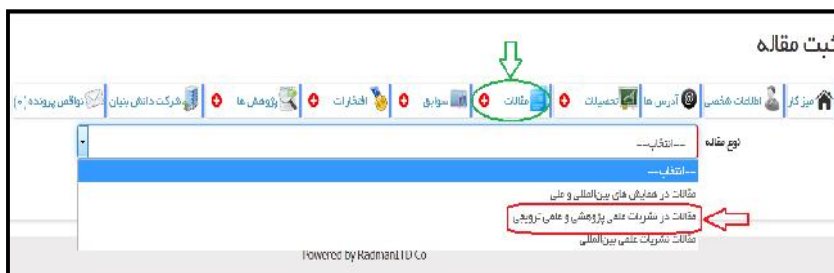 ثبت مقاله
میز کار اطلاعات شخصی آدرس ها تحصیلات مقالات سوابق افتخارات پژوهش ها شرکت دانش بنیان نواقص پرونده (۰)
نوع مقاله ---انتخاب---
---انتخاب---
مقالات در همایش های بین‌المللی و ملی
مقالات در نشریات علمی پژوهشی و علمی ترویجی
مقالات نشریات علمی بین‌المللی
Powered by RadmanLTD Co